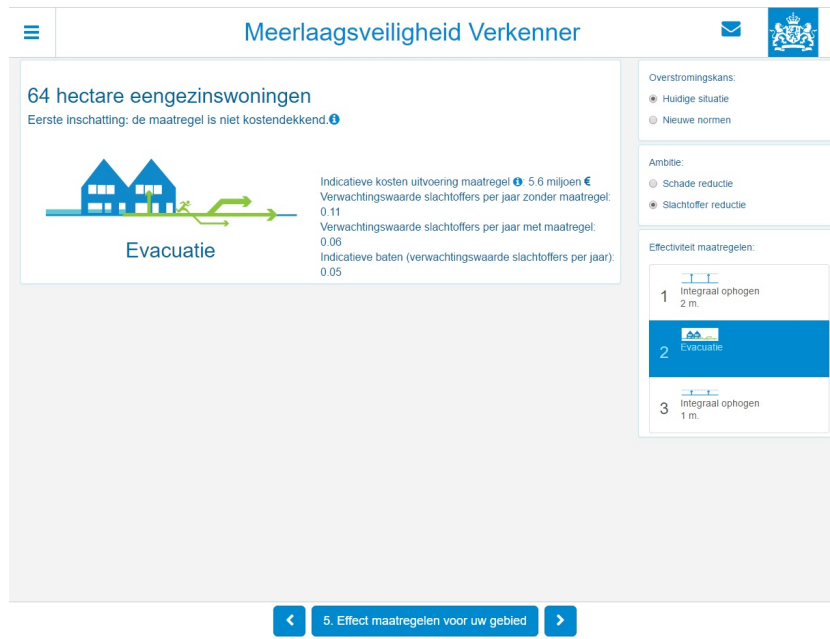 Meerlaagsveiligheid Verkenner
64 hectare eengezinswoningen
Eerste inschatting: de maatregel is niet kostendekkend.
Evacuatie
Indicatieve kosten uitvoering maatregel : 5.6 miljoen €
Verwachtingswaarde slachtoffers per jaar zonder maatregel:
0.11
Verwachtingswaarde slachtoffers per jaar met maatregel:
0.06
Indicatieve baten (verwachtingswaarde slachtoffers per jaar):
0.05
Overstromingskans:
Huidige situatie
Nieuwe normen
Ambitie:
Schade reductie
Slachtoffer reductie
Effectiviteit maatregelen:
1 Integraal ophogen
2 m.
2 Evacuatie
3 Integraal ophogen
1 m.
5. Effect maatregelen voor uw gebied